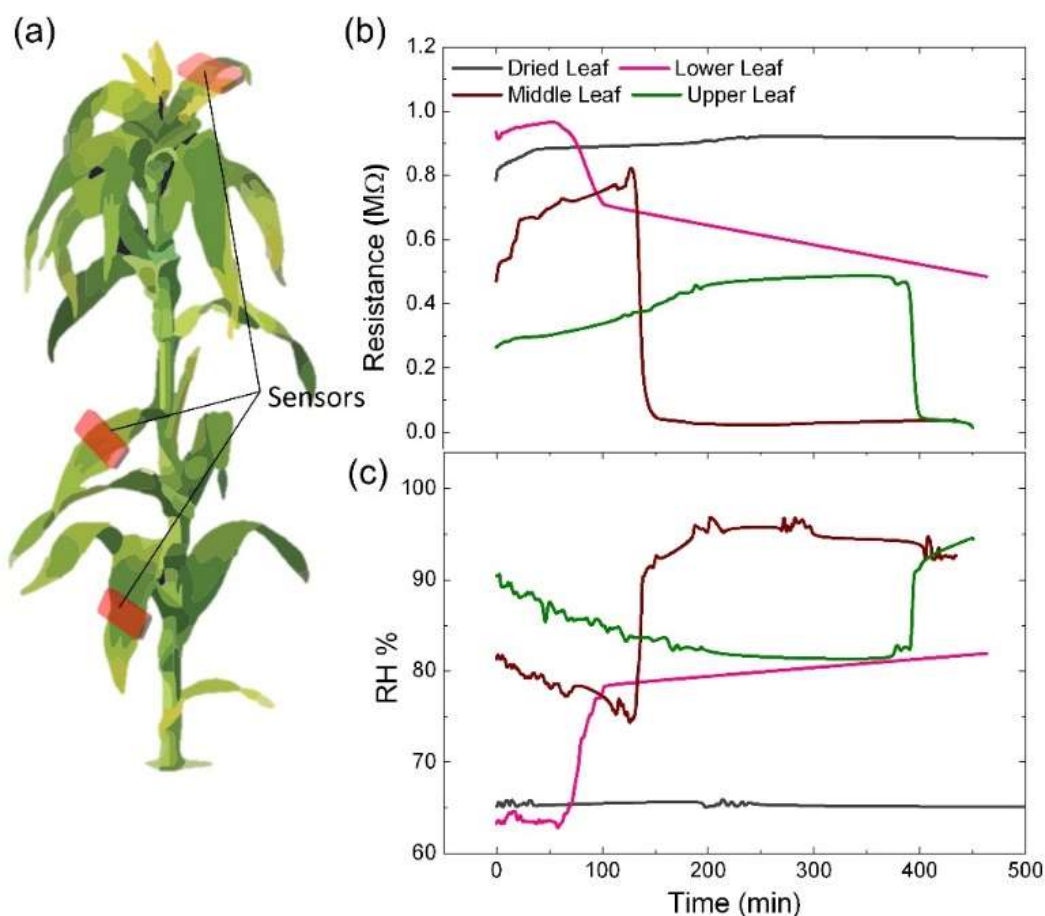 (a)
Sensors
(b)
Dried Leaf Lower Leaf
Middle Leaf Upper Leaf
Resistance (MΩ)
1.2
1.0
0.8
0.6
0.4
0.2
0.0
(c)
RH %
100
90
80
70
60
0 100 200 300 400 500
Time (min)